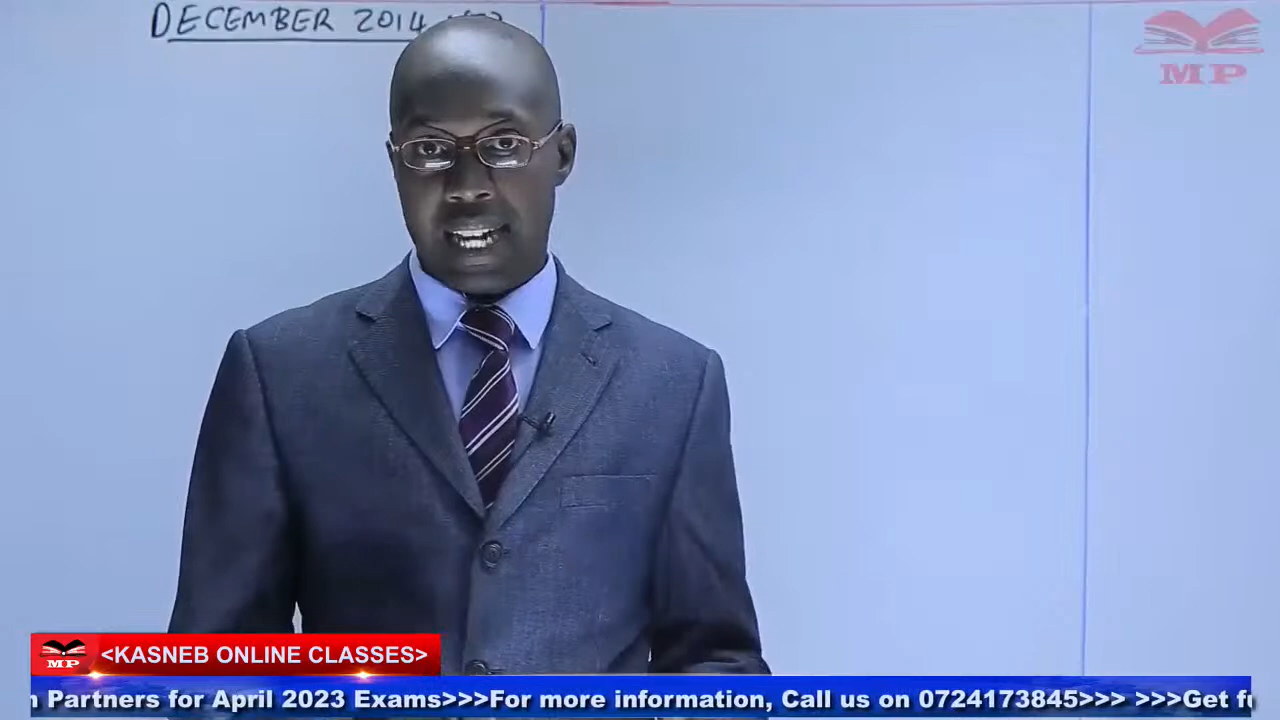 DECEMBER 2014
MP
MP
<KASNEB ONLINE CLASSES>
Partners for April 2023 Exams>>>For more information, Call us on 0724173845>>> >>>Get